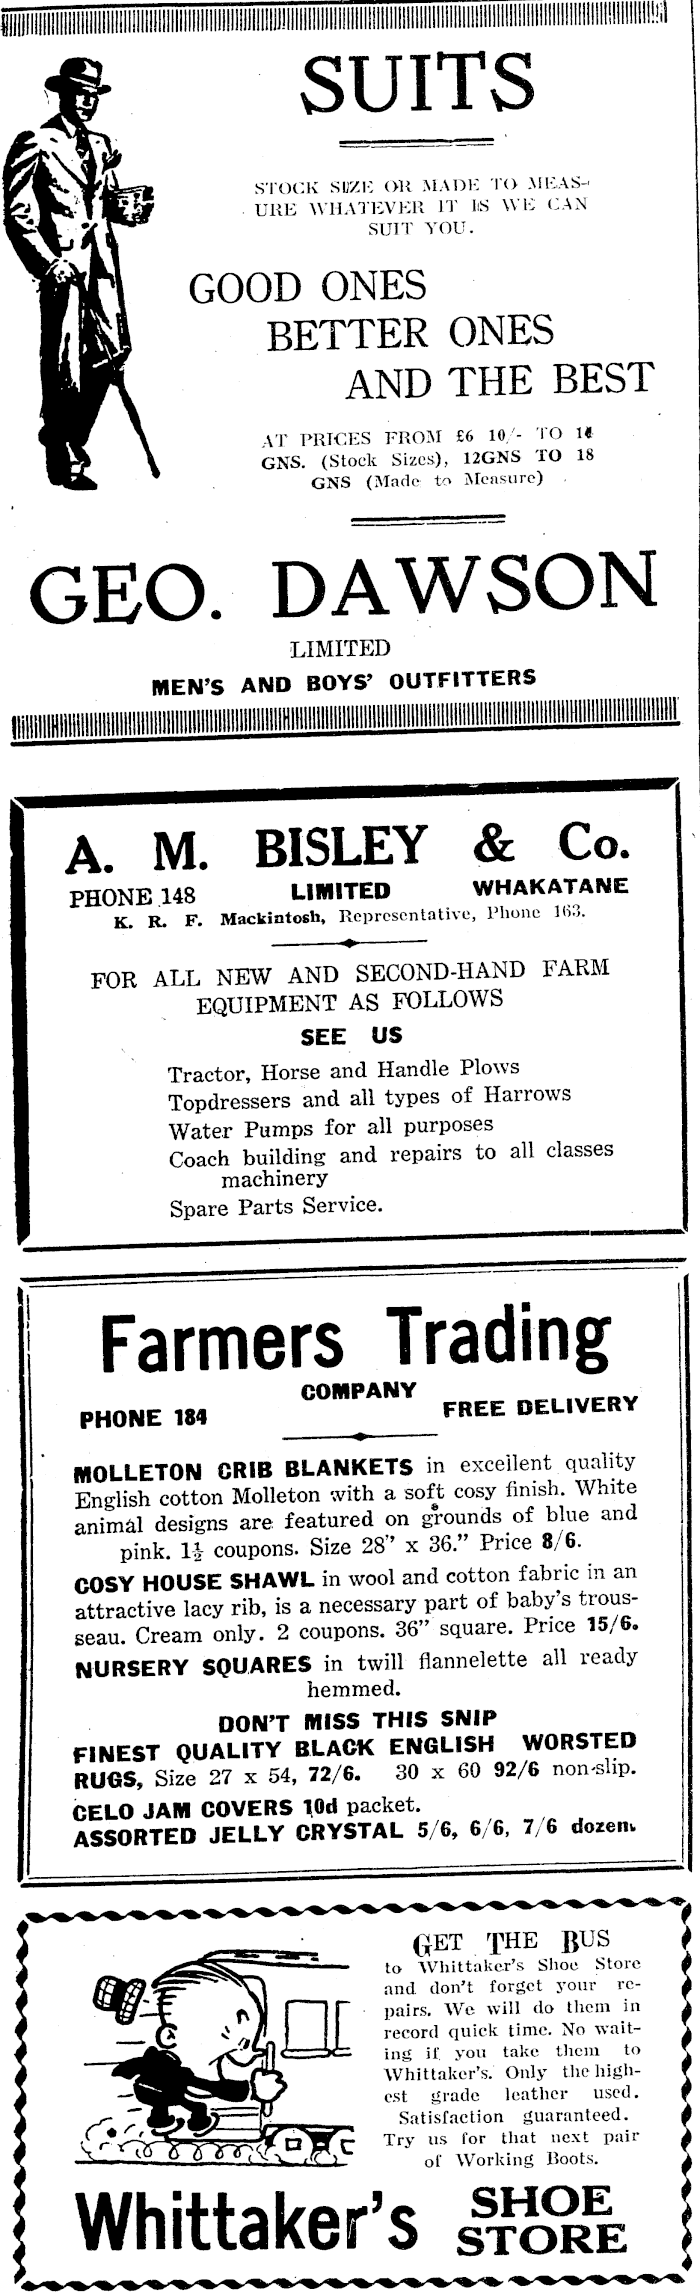 SUITS
STOCK SIZE OR MADE TO MEAS-
URE WHATEVER IT IS WE CAN
SUIT YOU.
GOOD ONES
BETTER ONES
AND THE BEST
AT PRICES FROM £6 10/- TO
GNS. (Stock Sizes), 12GNS TO 18
GNS (Made to Measure)
GEO. DAWSON
LIMITED
MEN'S AND BOYS' OUTFITTERS
A. M. BISLEY & Co.
PHONE 148 LIMITED WHAKATANE
K. R. F. Mackintosh, Representative, Phone 163.
FOR ALL NEW AND SECOND-HAND FARM
EQUIPMENT AS FOLLOWS
SEE US
Tractor, Horse and Handle Plows
Topdressers and all types of Harrows
Water Pumps for all purposes
Coach building and repairs to all classes
machinery
Spare Parts Service.
Farmers Trading
COMPANY
PHONE 184 FREE DELIVERY
MOLLETON CRIB BLANKETS in excellent quality
English cotton Molleton with a soft cosy finish. White
animal designs are featured on grounds of blue and
pink. 1½ coupons. Size 28" x 36." Price 8/6.
COSY HOUSE SHAWL in wool and cotton fabric in an
attractive lacy rib, is a necessary part of baby's trous-
seau. Cream only. 2 coupons. 36" square. Price 15/6.
NURSERY SQUARES in twill flannelette all ready
hemmed.
DON'T MISS THIS SNIP
FINEST QUALITY BLACK ENGLISH WORSTED
RUGS, Size 27 x 54, 72/6. 30 x 60 92/6 non-slip.
CELO JAM COVERS 10d packet.
ASSORTED JELLY CRYSTAL 5/6, 6/6, 7/6 dozen.
GET THE BUS
to Whittaker's Shoe Store
and don't forget your re-
pairs. We will do them in
record quick time. No wait-
ing if you take them to
Whittaker's. Only the high-
est grade leather used.
Satisfaction guaranteed.
Try us for that next pair
of Working Boots.
Whittaker's SHOE
STORE